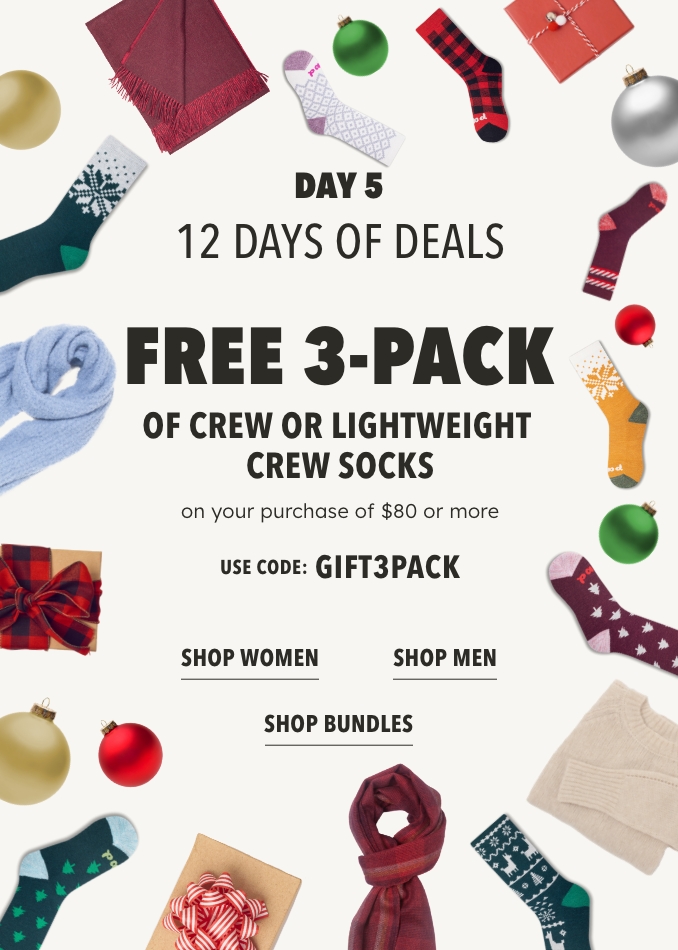 DAY 5
12 DAYS OF DEALS
FREE 3-PACK
OF CREW OR LIGHTWEIGHT
CREW SOCKS
on your purchase of $80 or more
USE CODE: GIFT3PACK
SHOP WOMEN
SHOP MEN
SHOP BUNDLES